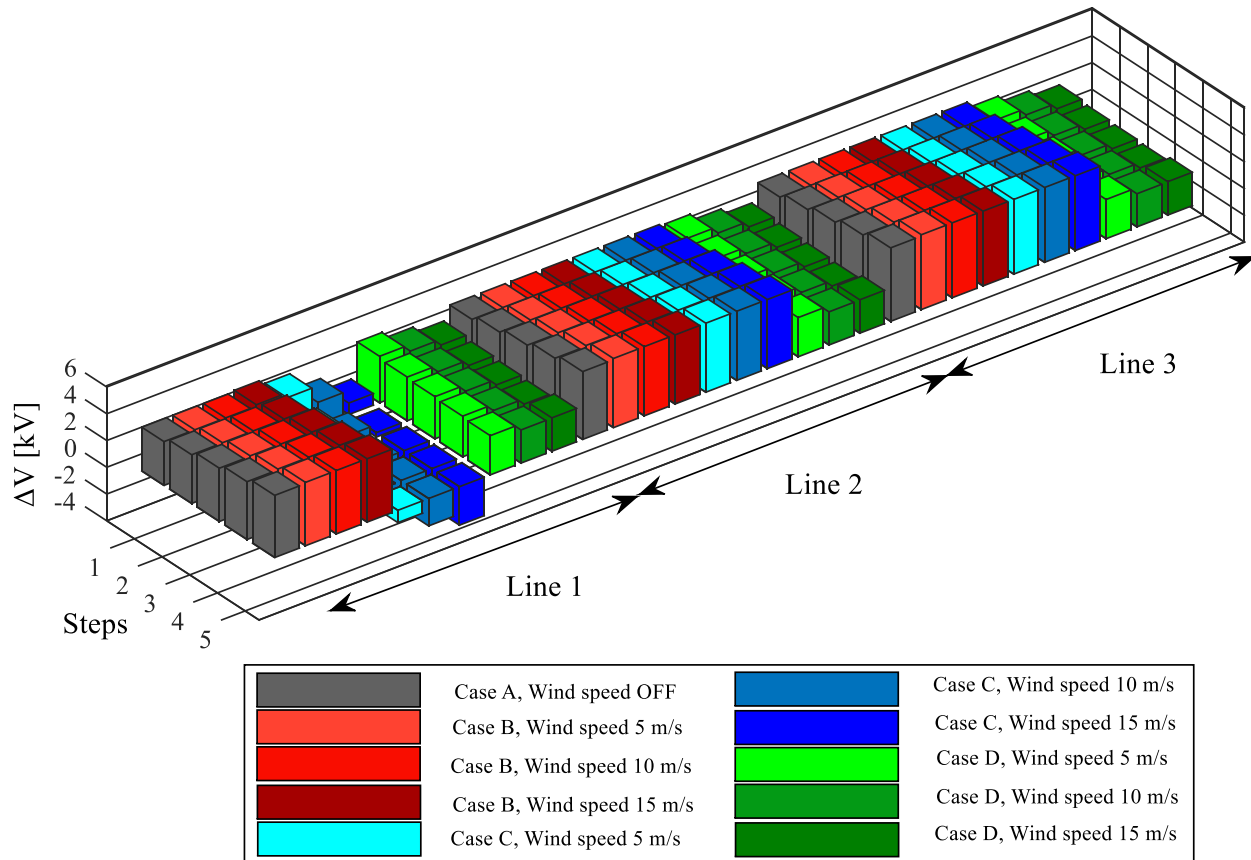 6
4
2
0
-2
-4
ΔV [kV]
1
2
3
4
5
Steps
Line 1
Line 2
Line 3
Case A, Wind speed OFF
Case B, Wind speed 5 m/s
Case B, Wind speed 10 m/s
Case B, Wind speed 15 m/s
Case C, Wind speed 5 m/s
Case C, Wind speed 10 m/s
Case C, Wind speed 15 m/s
Case D, Wind speed 5 m/s
Case D, Wind speed 10 m/s
Case D, Wind speed 15 m/s